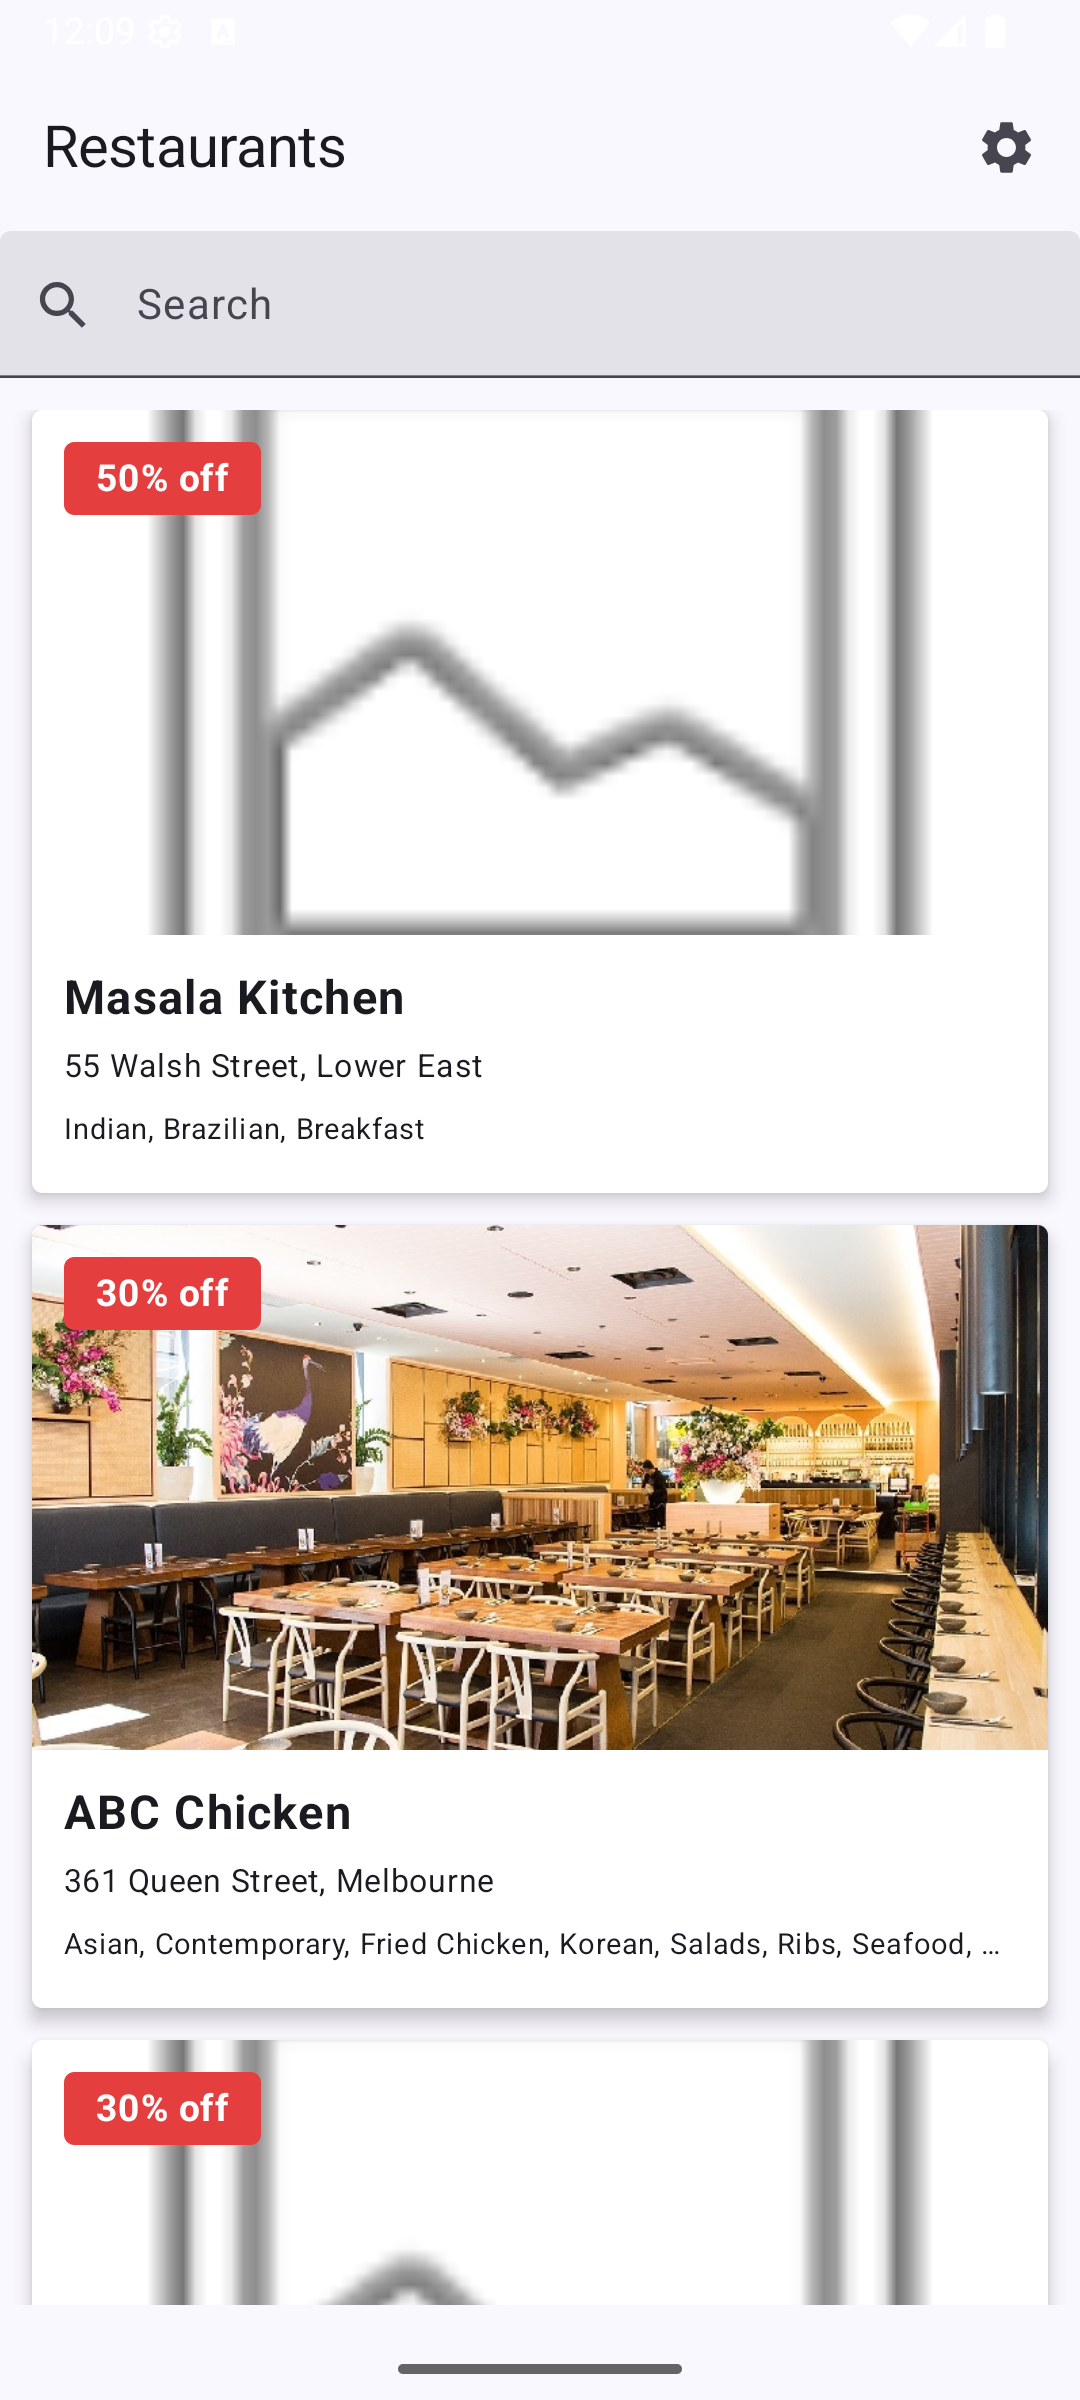 12:09
Restaurants
Search
50% off
Masala Kitchen
55 Walsh Street, Lower East
Indian, Brazilian, Breakfast
30% off
ABC Chicken
361 Queen Street, Melbourne
Asian, Contemporary, Fried Chicken, Korean, Salads, Ribs, Seafood, ...
30% off